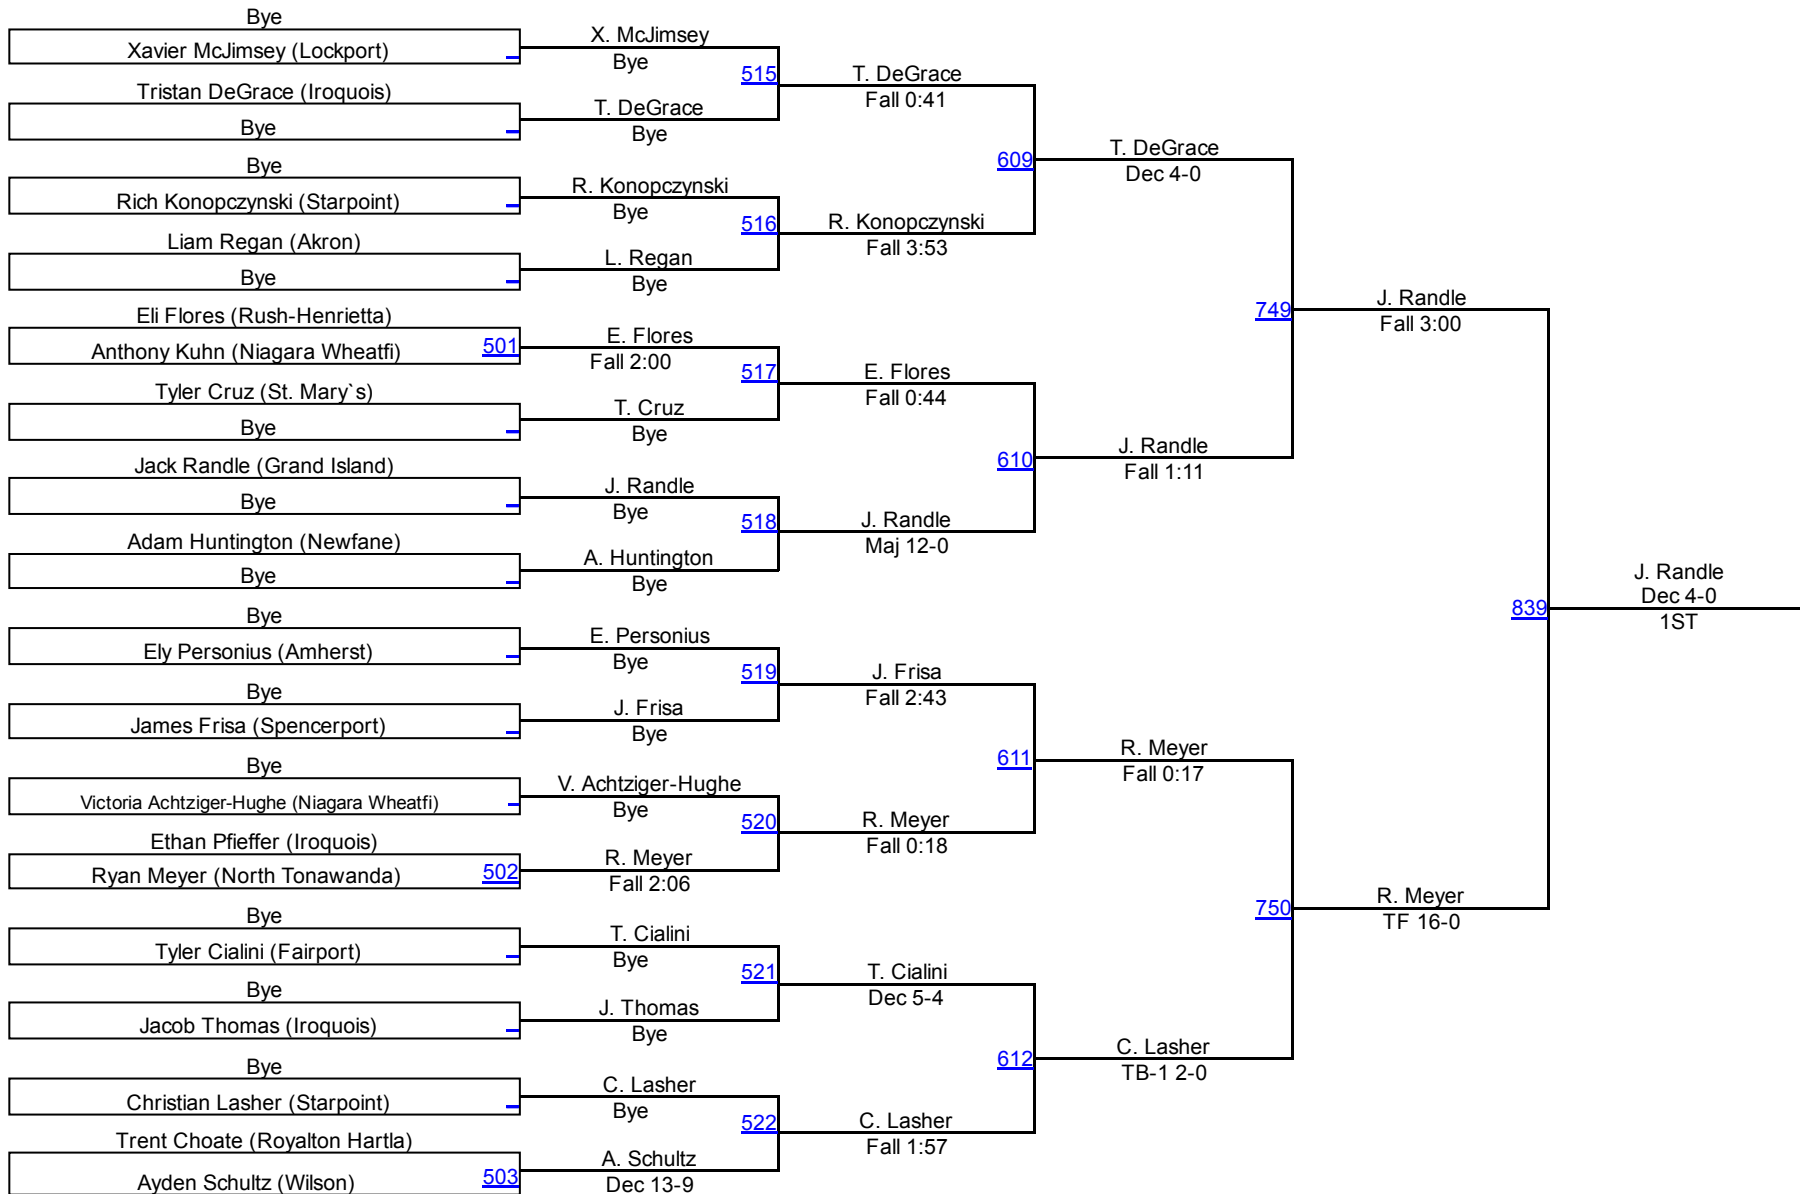 Bye
Xavier McJimsey (Lockport)
Tristan DeGrace (Iroquois)
Bye
Bye
Rich Konopczynski (Starpoint)
Liam Regan (Akron)
Bye
Eli Flores (Rush-Henrietta)
Anthony Kuhn (Niagara Wheatfi)
501
Tyler Cruz (St. Mary`s)
Bye
Jack Randle (Grand Island)
Bye
Adam Huntington (Newfane)
Bye
Bye
Ely Personius (Amherst)
Bye
James Frisa (Spencerport)
Bye
Victoria Achtziger-Hughe (Niagara Wheatfi)
Ethan Pfieffer (Iroquois)
Ryan Meyer (North Tonawanda)
502
Bye
Tyler Cialini (Fairport)
Bye
Jacob Thomas (Iroquois)
Bye
Christian Lasher (Starpoint)
Trent Choate (Royalton Hartla)
Ayden Schultz (Wilson)
503
X. McJimsey
Bye
515
T. DeGrace
Bye
R. Konopczynski
Bye
516
L. Regan
Bye
E. Flores
Fall 2:00
517
T. Cruz
Bye
J. Randle
Bye
518
A. Huntington
Bye
E. Personius
Bye
519
J. Frisa
Bye
V. Achtziger-Hughe
Bye
520
R. Meyer
Fall 2:06
T. Cialini
Bye
521
J. Thomas
Bye
C. Lasher
Bye
522
A. Schultz
Dec 13-9
T. DeGrace
Fall 0:41
609
R. Konopczynski
Fall 3:53
E. Flores
Fall 0:44
610
J. Randle
Maj 12-0
J. Frisa
Fall 2:43
611
R. Meyer
Fall 0:18
T. Cialini
Dec 5-4
612
C. Lasher
Fall 1:57
T. DeGrace
Dec 4-0
749
J. Randle
Fall 1:11
R. Meyer
Fall 0:17
750
C. Lasher
TB-1 2-0
J. Randle
Fall 3:00
839
R. Meyer
TF 16-0
J. Randle
Dec 4-0
1ST